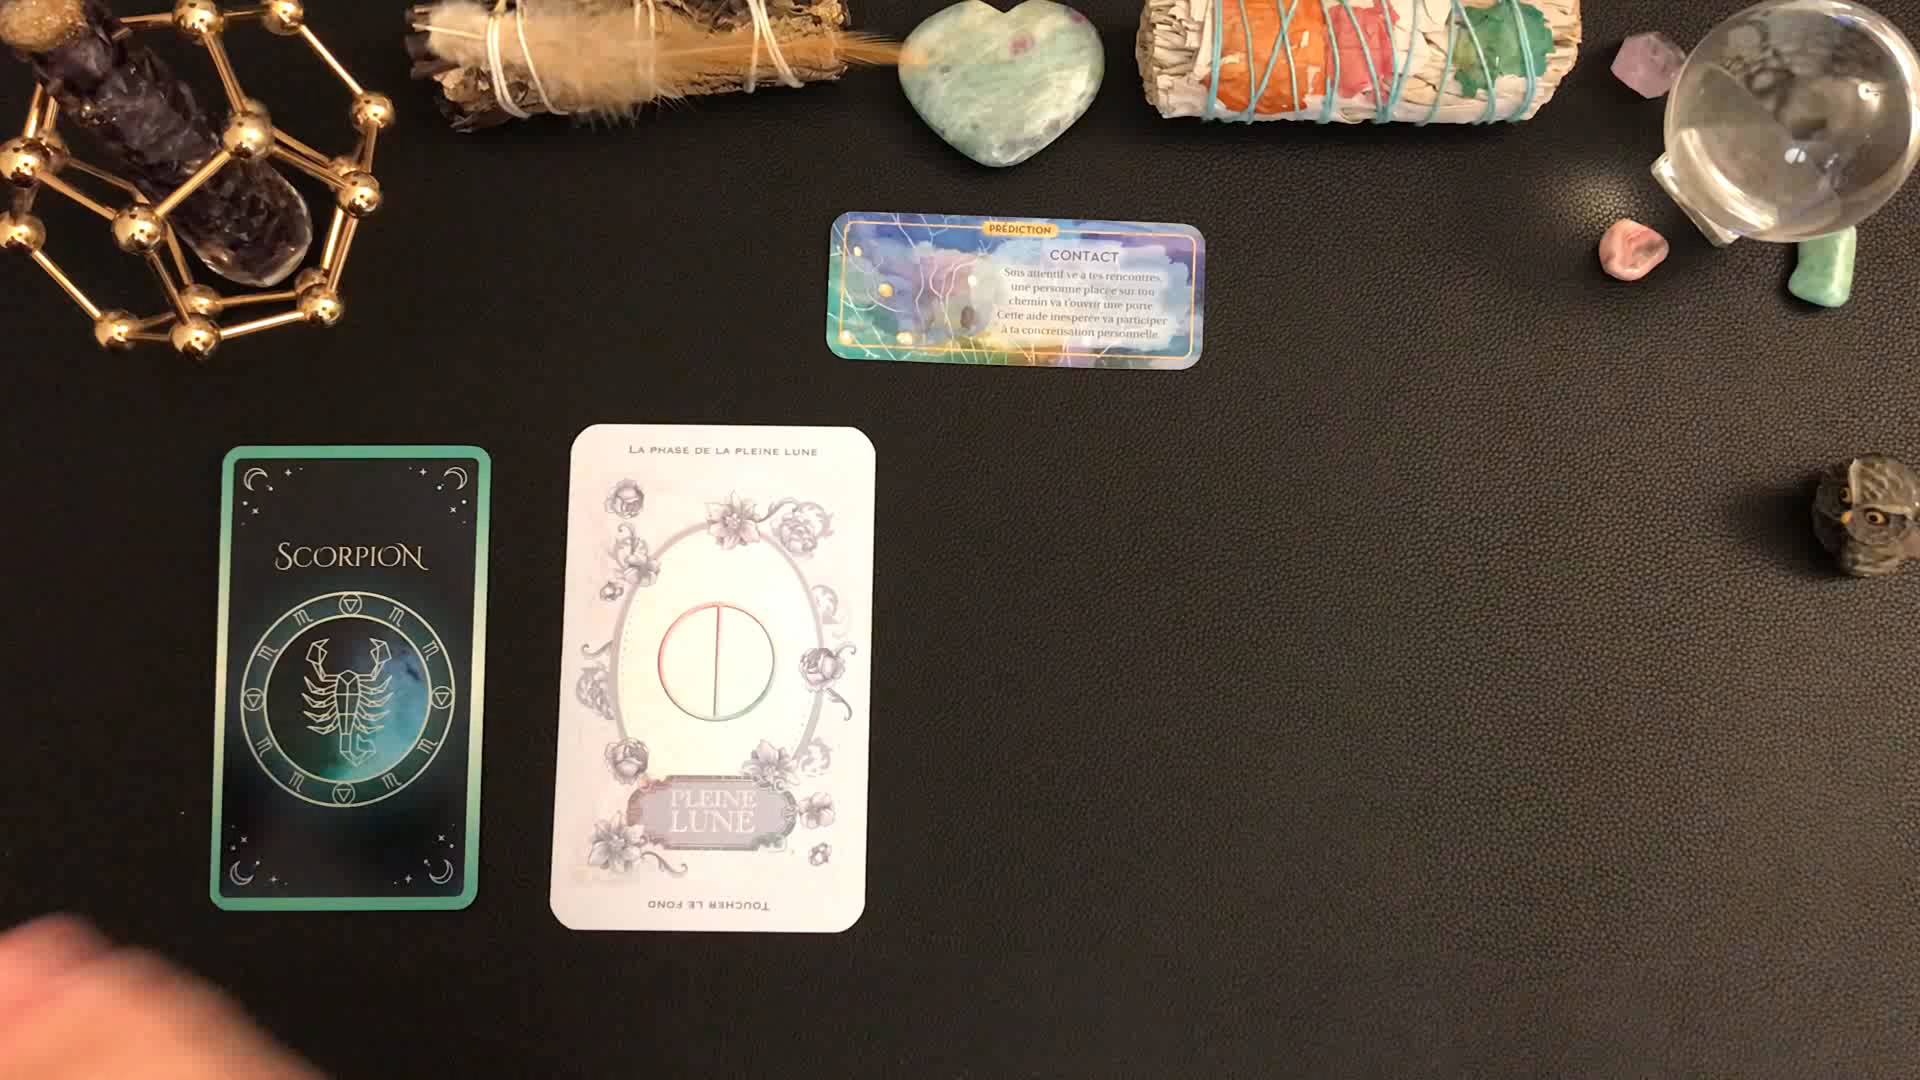 PRÉDICTION
CONTACT
Sois attentif·ve à tes rencontres,
une personne placée sur ton
chemin va t'ouvrir une porte
Cette aide inespérée va participer
à ta concrétisation personnelle.
SCORPION
LA PHASE DE LA PLEINE LUNE
PLEINE
LUNE
TOUCHER LE FOND